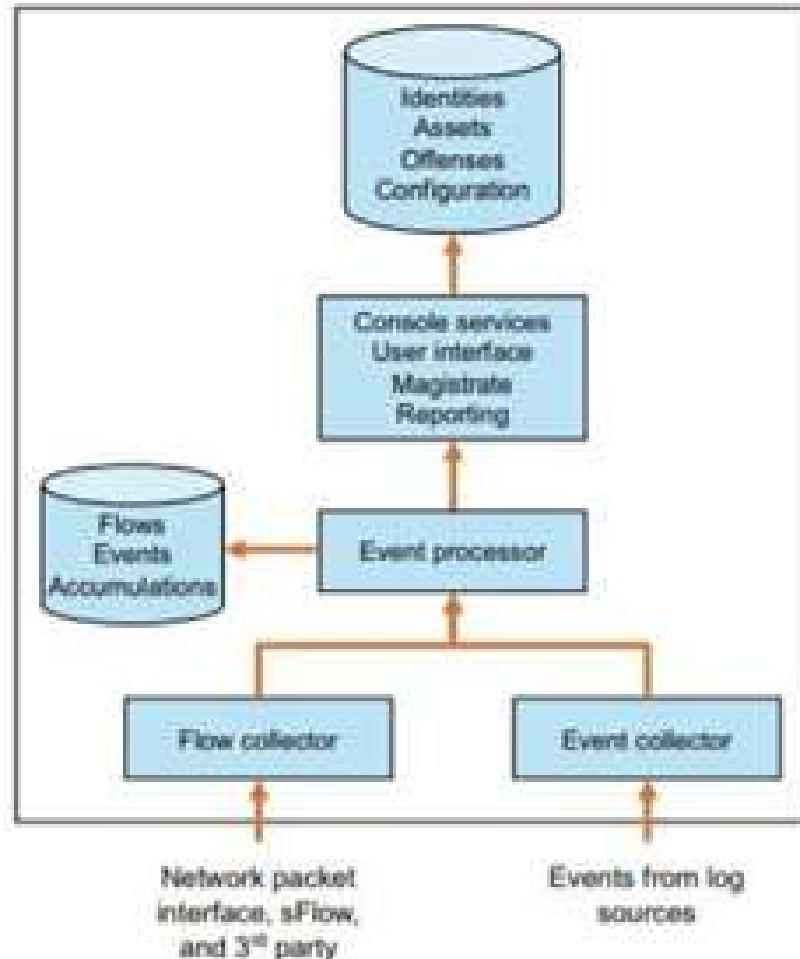 Identities
Assets
Offenses
Configuration
Console services
User interface
Magistrate
Reporting
Flows
Events
Accumulations
Event processor
Flow collector
Event collector
Network packet
interface, sFlow,
and 3rd party
Events from log
sources